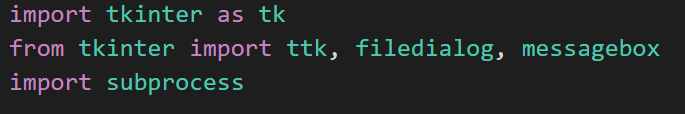 import tkinter as tk
from tkinter import ttk, filedialog, messagebox
import subprocess